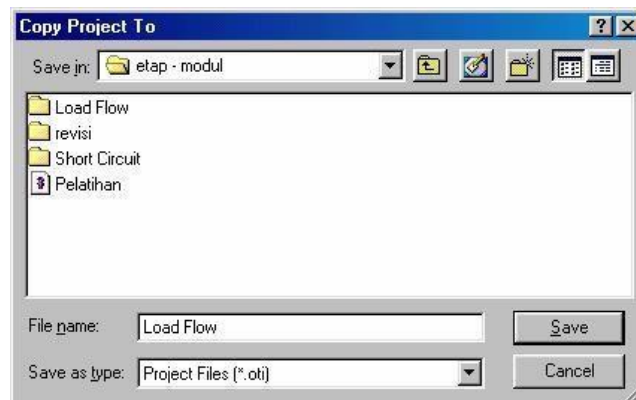 Copy Project To
Save in: etap - modul
Load Flow
revisi
Short Circuit
Pelatihan
File name: Load Flow Save
Save as type: Project Files (*.oti) Cancel